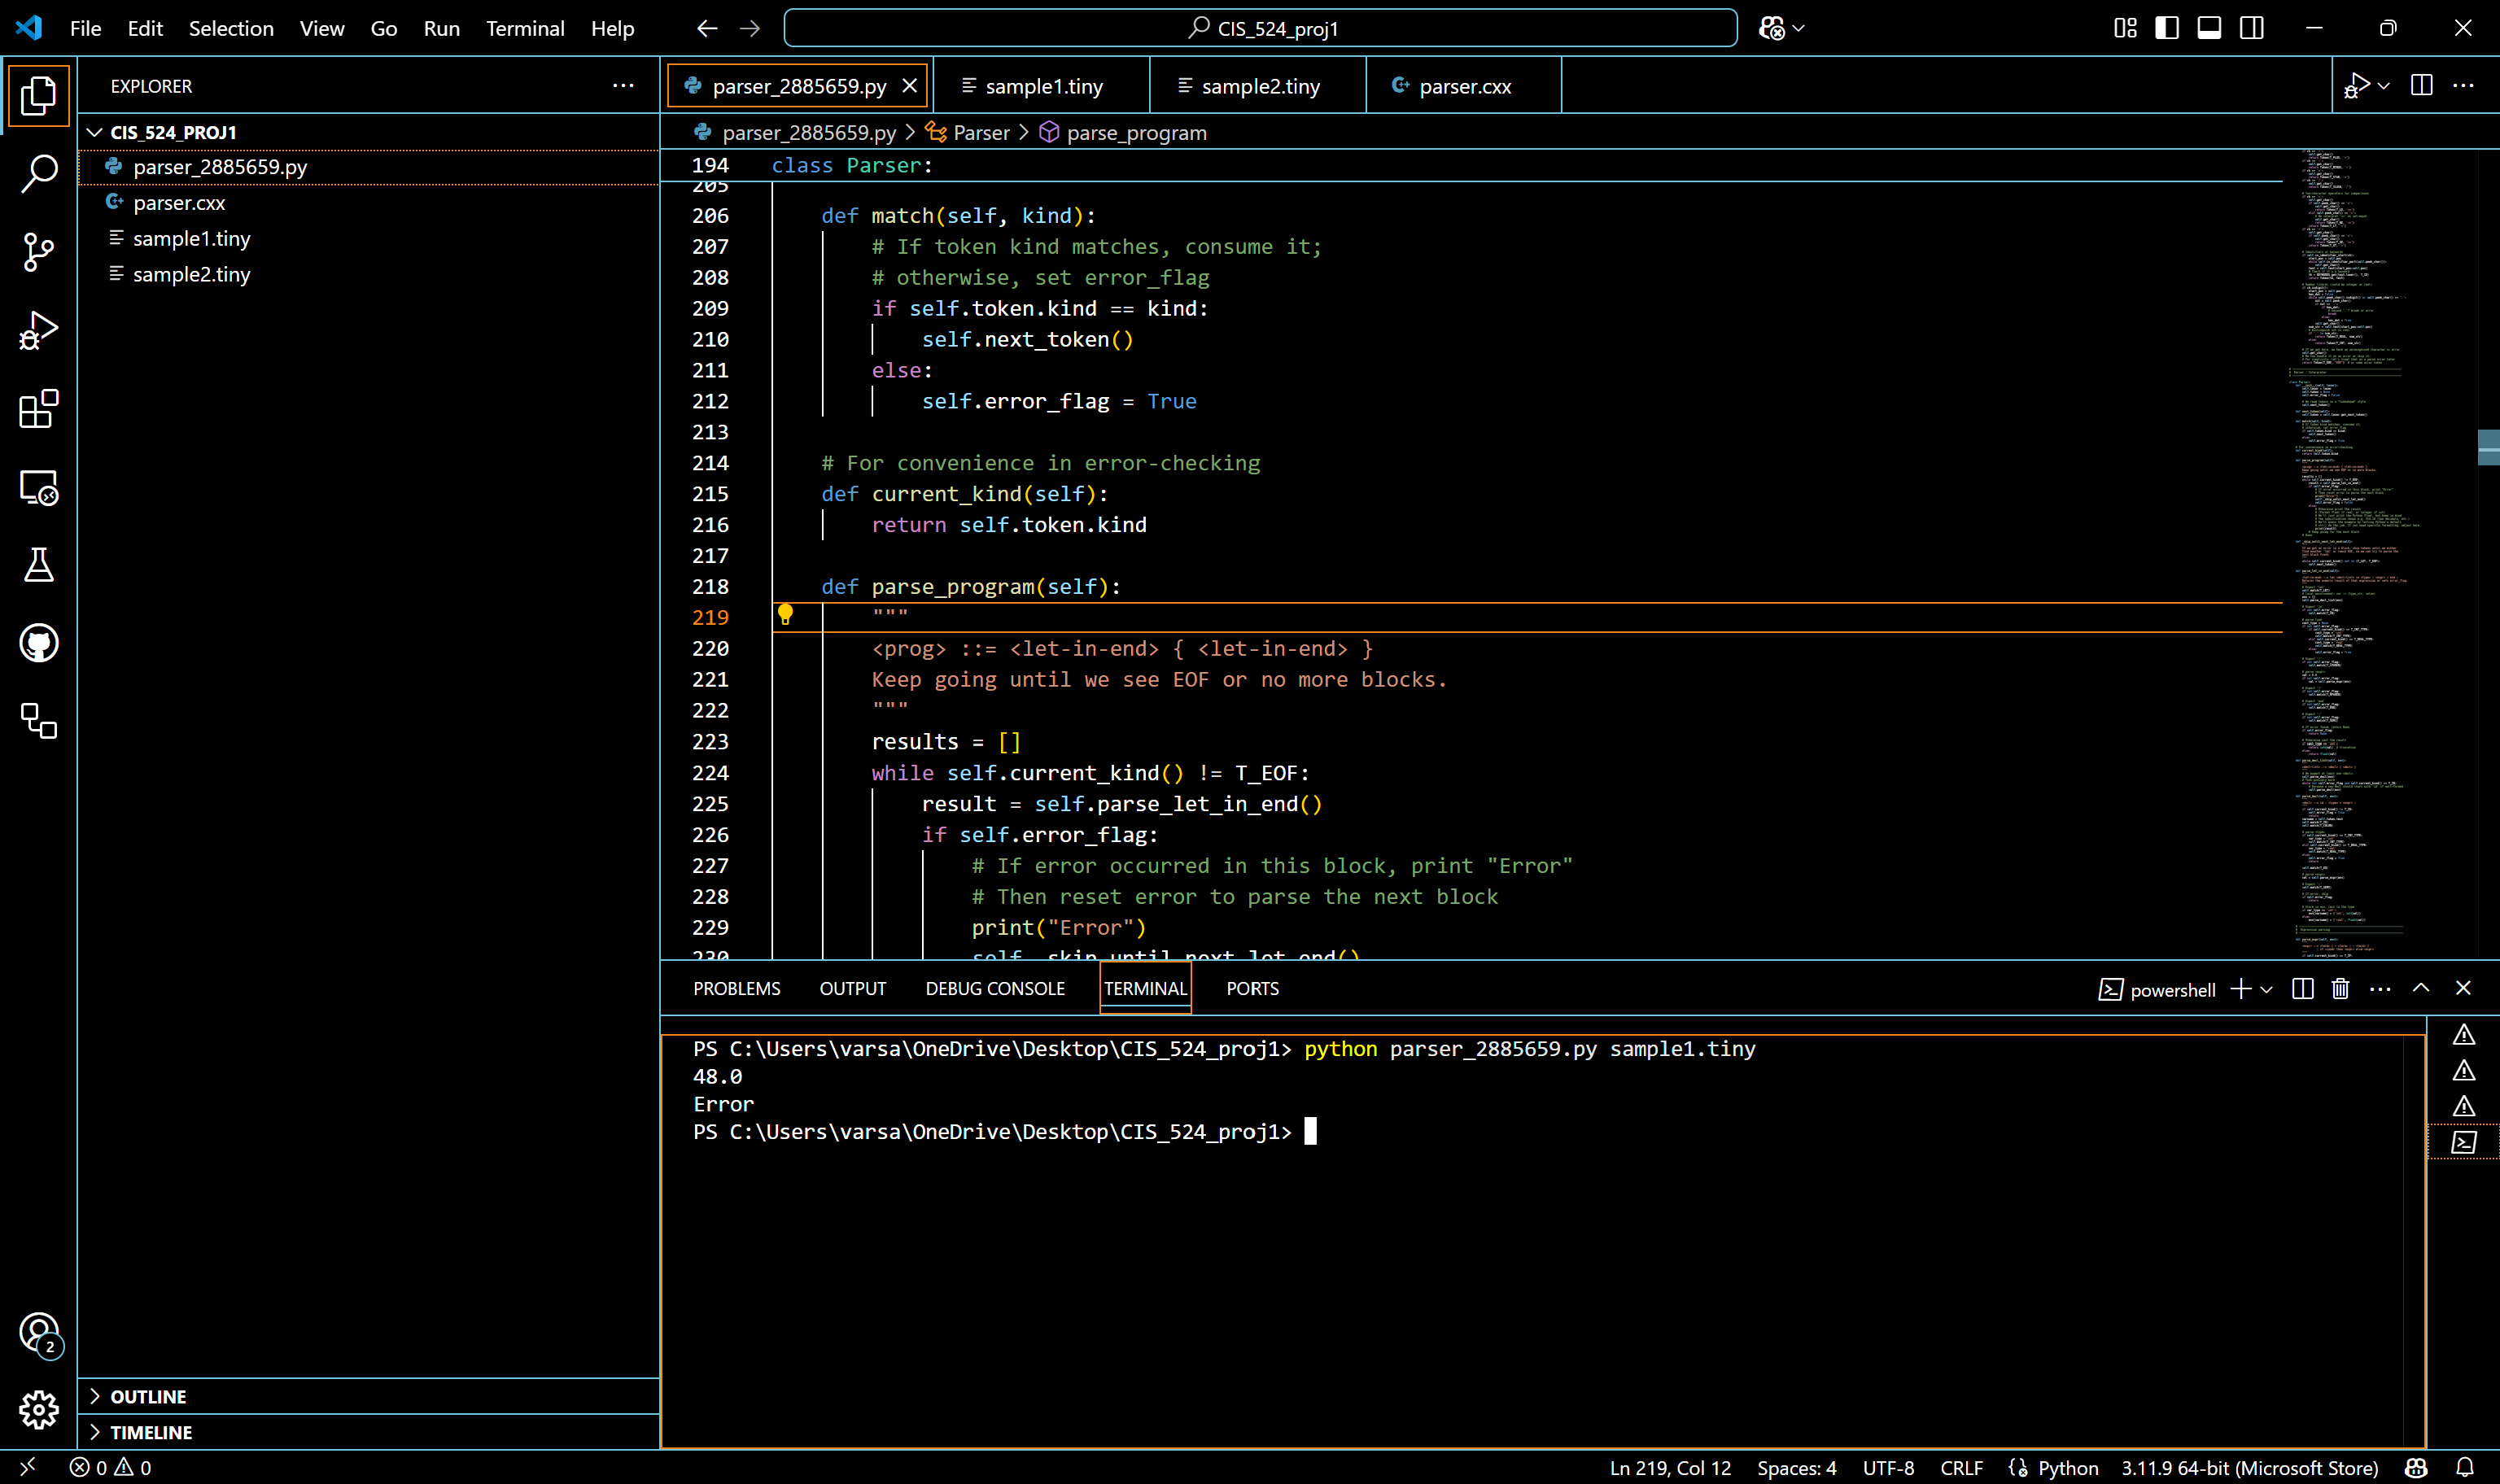 File Edit Selection View Go Run Terminal Help
CIS_524_proj1
EXPLORER
CIS_524_PROJ1
parser_2885659.py
parser.cxx
sample1.tiny
sample2.tiny
OUTLINE
TIMELINE
parser_2885659.py sample1.tiny sample2.tiny parser.cxx
parser_2885659.py > Parser > parse_program
194 class Parser:
205
206 def match(self, kind):
207 # If token kind matches, consume it;
208 # otherwise, set error_flag
209 if self.token.kind == kind:
210 self.next_token()
211 else:
212 self.error_flag = True
213
214 # For convenience in error-checking
215 def current_kind(self):
216 return self.token.kind
217
218 def parse_program(self):
219 """
220 <prog> ::= <let-in-end> { <let-in-end> }
221 Keep going until we see EOF or no more blocks.
222 """
223 results = []
224 while self.current_kind() != T_EOF:
225 result = self.parse_let_in_end()
226 if self.error_flag:
227 # If error occurred in this block, print "Error"
228 # Then reset error to parse the next block
229 print("Error")
230 self._skip_until_next_let_end()
PROBLEMS OUTPUT DEBUG CONSOLE TERMINAL PORTS
powershell
PS C:\Users\varsa\OneDrive\Desktop\CIS_524_proj1> python parser_2885659.py sample1.tiny
48.0
Error
PS C:\Users\varsa\OneDrive\Desktop\CIS_524_proj1>
2
0 0
Ln 219, Col 12 Spaces: 4 UTF-8 CRLF Python 3.11.9 64-bit (Microsoft Store)